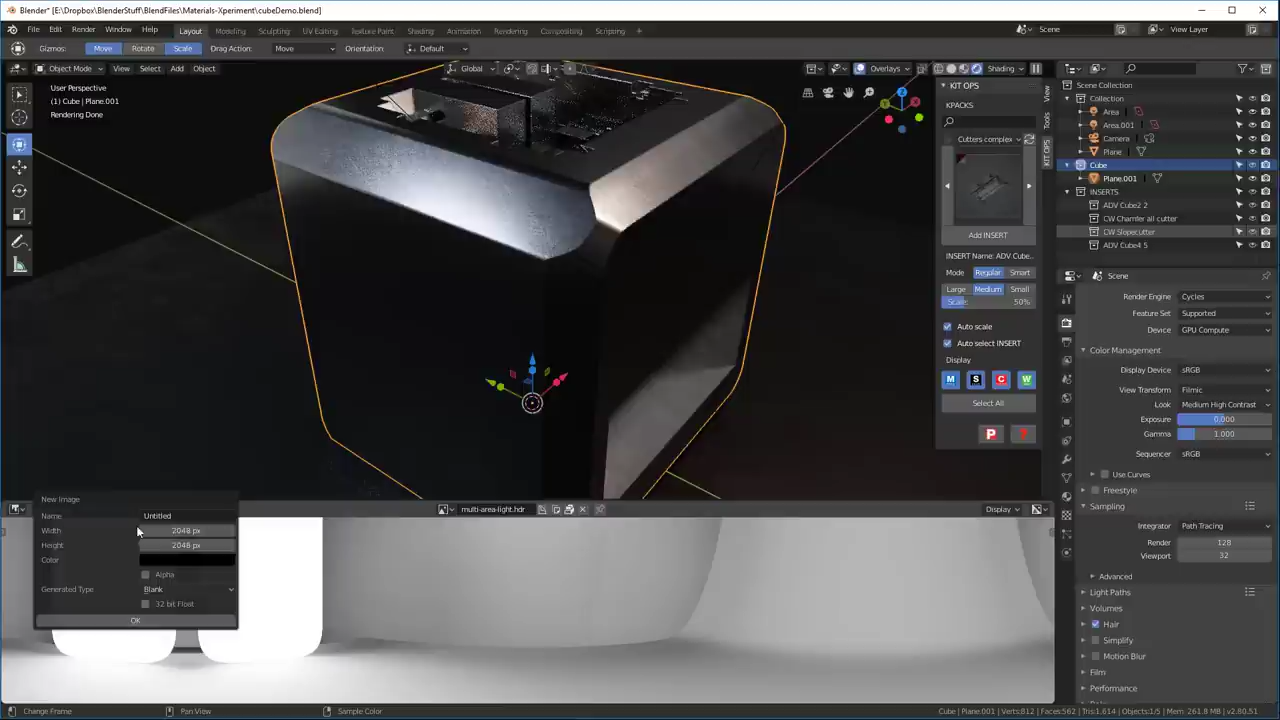 Blender* [E:\Dropbox\BlenderStuff\BlendFiles\Materials-Xperiment\cubeDemo.blend]
File Edit Render Window Help Layout Modeling Sculpting UV Editing Texture Paint Shading Animation Rendering Compositing Scripting + Scene View Layer
Gizmos: Move Rotate Scale Drag Action: Move Orientation: Default
Object Mode View Select Add Object Global Overlays Shading
User Perspective
(1) Cube | Plane.001
Rendering Done
Z
KIT OPS
KPACKS
Cutters complex
Add INSERT
INSERT Name: ADV Cube..
Mode Regular Smart
Large Medium Small
Scale: 50%
Auto scale
Auto select INSERT
Display
M S C W
Select All
P
View
Tools
KIT OPS
Scene Collection
Collection
Area
Area.001
Camera
Plane
Cube
Plane.001
INSERTS
ADV Cube2 2
CW Chamfer all cutter
CW Slopecutter
ADV Cube4 5
Scene
Render Engine Cycles
Feature Set Supported
Device GPU Compute
Color Management
Display Device sRGB
View Transform Filmic
Look Medium High Contrast
Exposure 0.000
Gamma 1.000
Sequencer sRGB
Use Curves
Freestyle
Sampling
Integrator Path Tracing
Render 128
Viewport 32
Advanced
Light Paths
Volumes
Hair
Simplify
Motion Blur
Film
Performance
multi-area-light.hdr Display
New Image
Name Untitled
Width 2048 px
Height 2048 px
Color
Alpha
Generated Type Blank
32 bit Float
OK
Change Frame Pan View Sample Color Cube | Plane.001 | Verts:812 | Faces:562 | Tris:1,614 | Objects:1/5 | Mem: 261.8 MB | v2.80.51